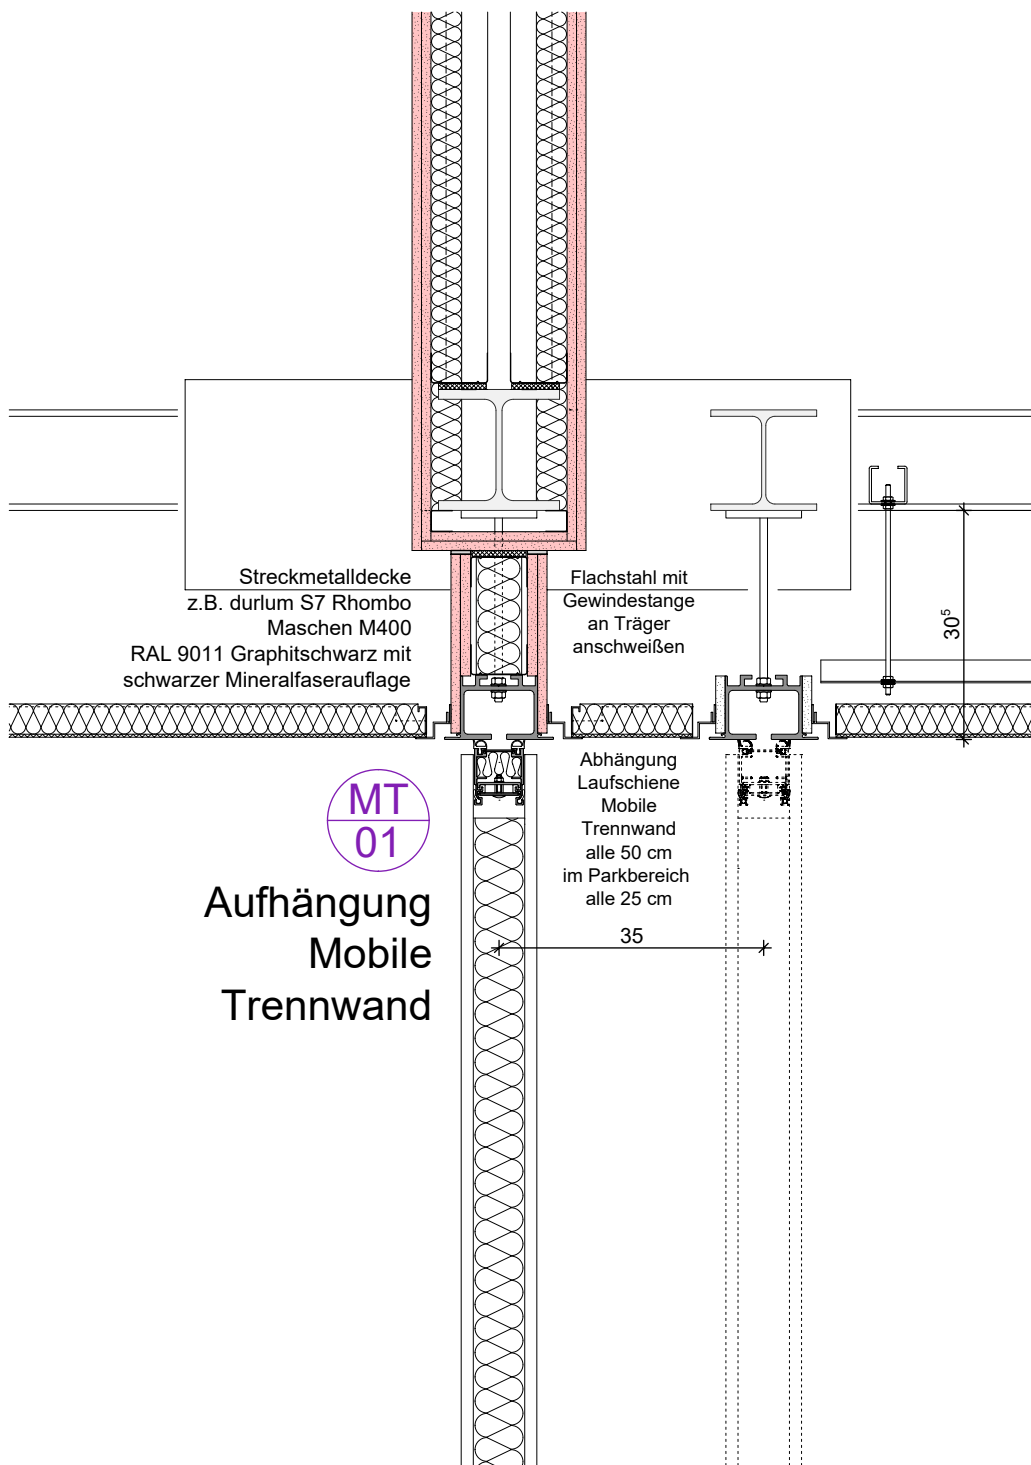 Streckmetalldecke
z.B. durlum S7 Rhombo
Maschen M400
RAL 9011 Graphitschwarz mit
schwarzer Mineralfaserauflage
Flachstahl mit
Gewindestange
an Träger
anschweißen
30⁵
MT
01
Aufhängung
Mobile
Trennwand
Abhängung
Laufschiene
Mobile
Trennwand
alle 50 cm
im Parkbereich
alle 25 cm
35